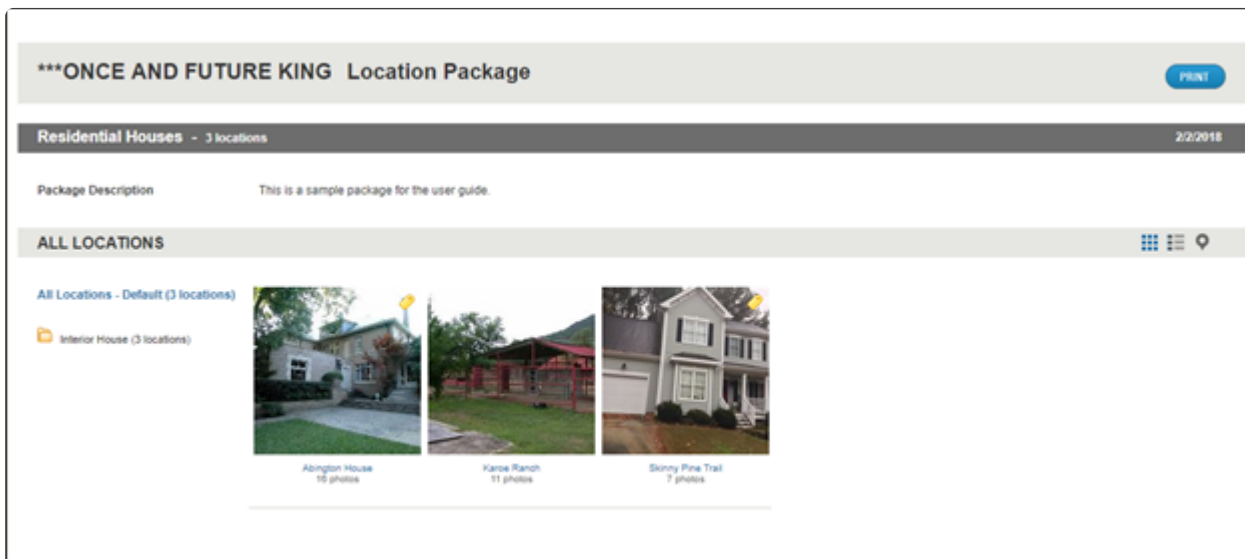 ***ONCE AND FUTURE KING Location Package
PRINT
Residential Houses - 3 locations
2/2/2018
Package Description
This is a sample package for the user guide.
ALL LOCATIONS
All Locations - Default (3 locations)
Interior House (3 locations)
Abington House
16 photos
Karoe Ranch
11 photos
Skinny Pine Trail
7 photos